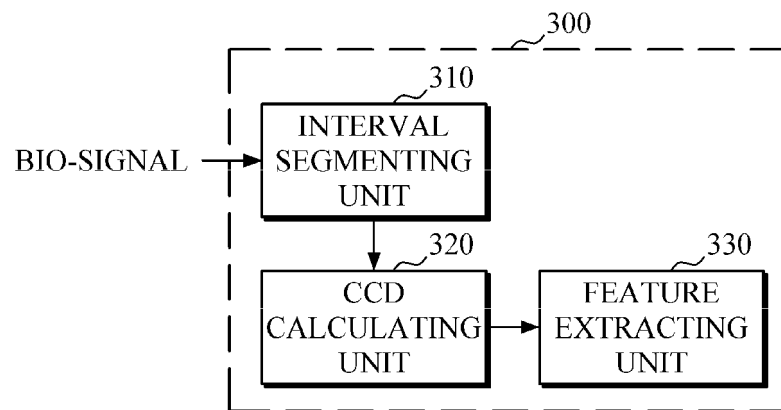 300
310
INTERVAL
SEGMENTING
UNIT
BIO-SIGNAL
320
CCD
CALCULATING
UNIT
330
FEATURE
EXTRACTING
UNIT